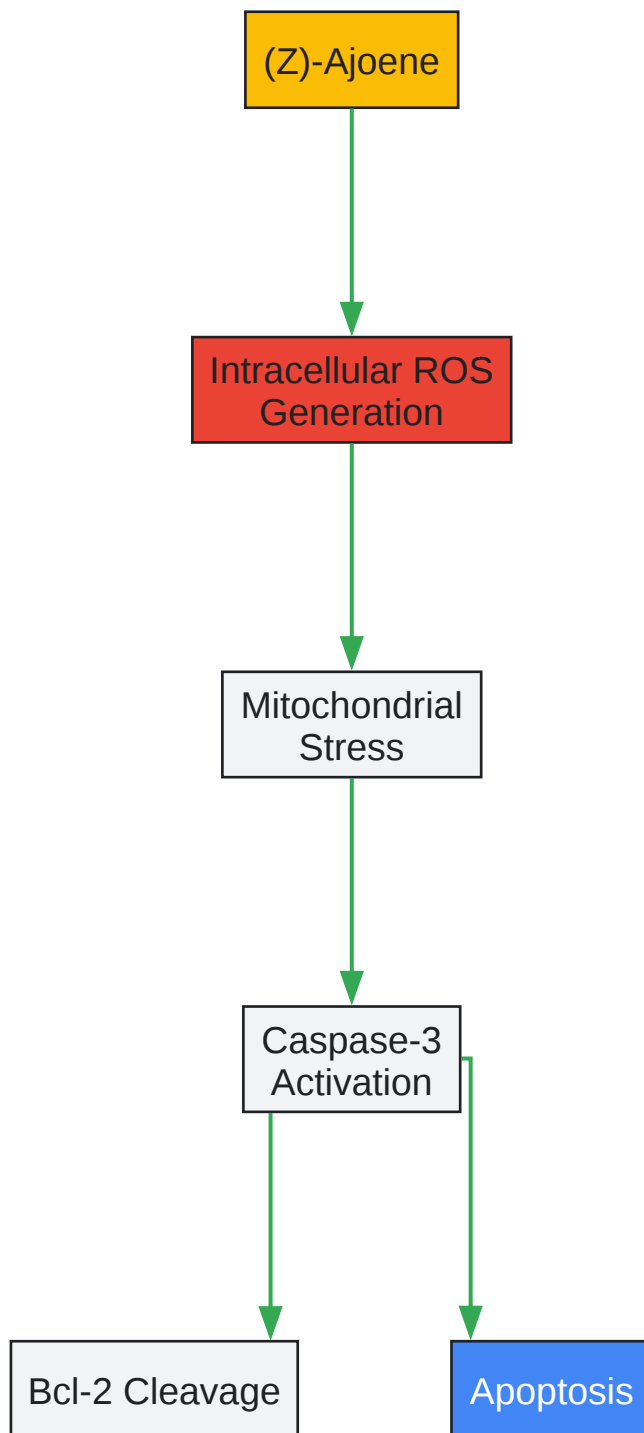 (Z)-Ajoene
Intracellular ROS
Generation
Mitochondrial
Stress
Caspase-3
Activation
Bcl-2 Cleavage
Apoptosis